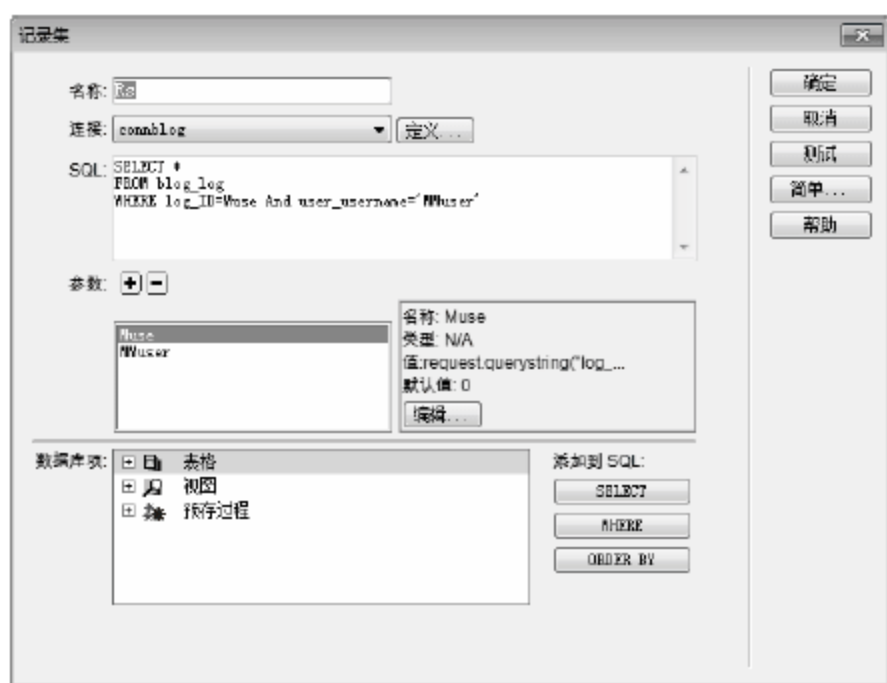 记录集
名称: Rs
连接: connblog
定义...
SQL: SELECT *
FROM blog_log
WHERE log_ID=Muse And user_username='MMuser'
参数:
Muse
MMuser
名称: Muse
类型: N/A
值:request.querystring("log_...
默认值: 0
编辑...
数据库项:
表格
视图
预存过程
添加到 SQL:
SELECT
WHERE
ORDER BY
确定
取消
测试
简单...
帮助